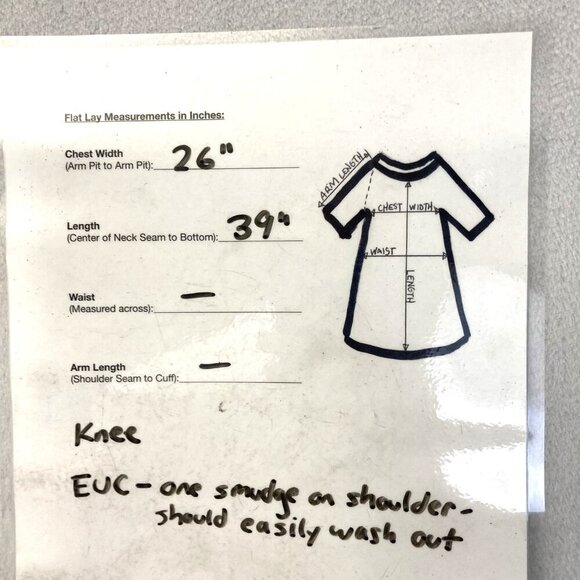 Flat Lay Measurements in Inches:
Chest Width
(Arm Pit to Arm Pit): 26"
Length
(Center of Neck Seam to Bottom): 39"
Waist
(Measured across): —
Arm Length
(Shoulder Seam to Cuff): —
ARM LENGTH
CHEST WIDTH
WAIST
LENGTH
Knee
EUC - one smudge on shoulder -
should easily wash out